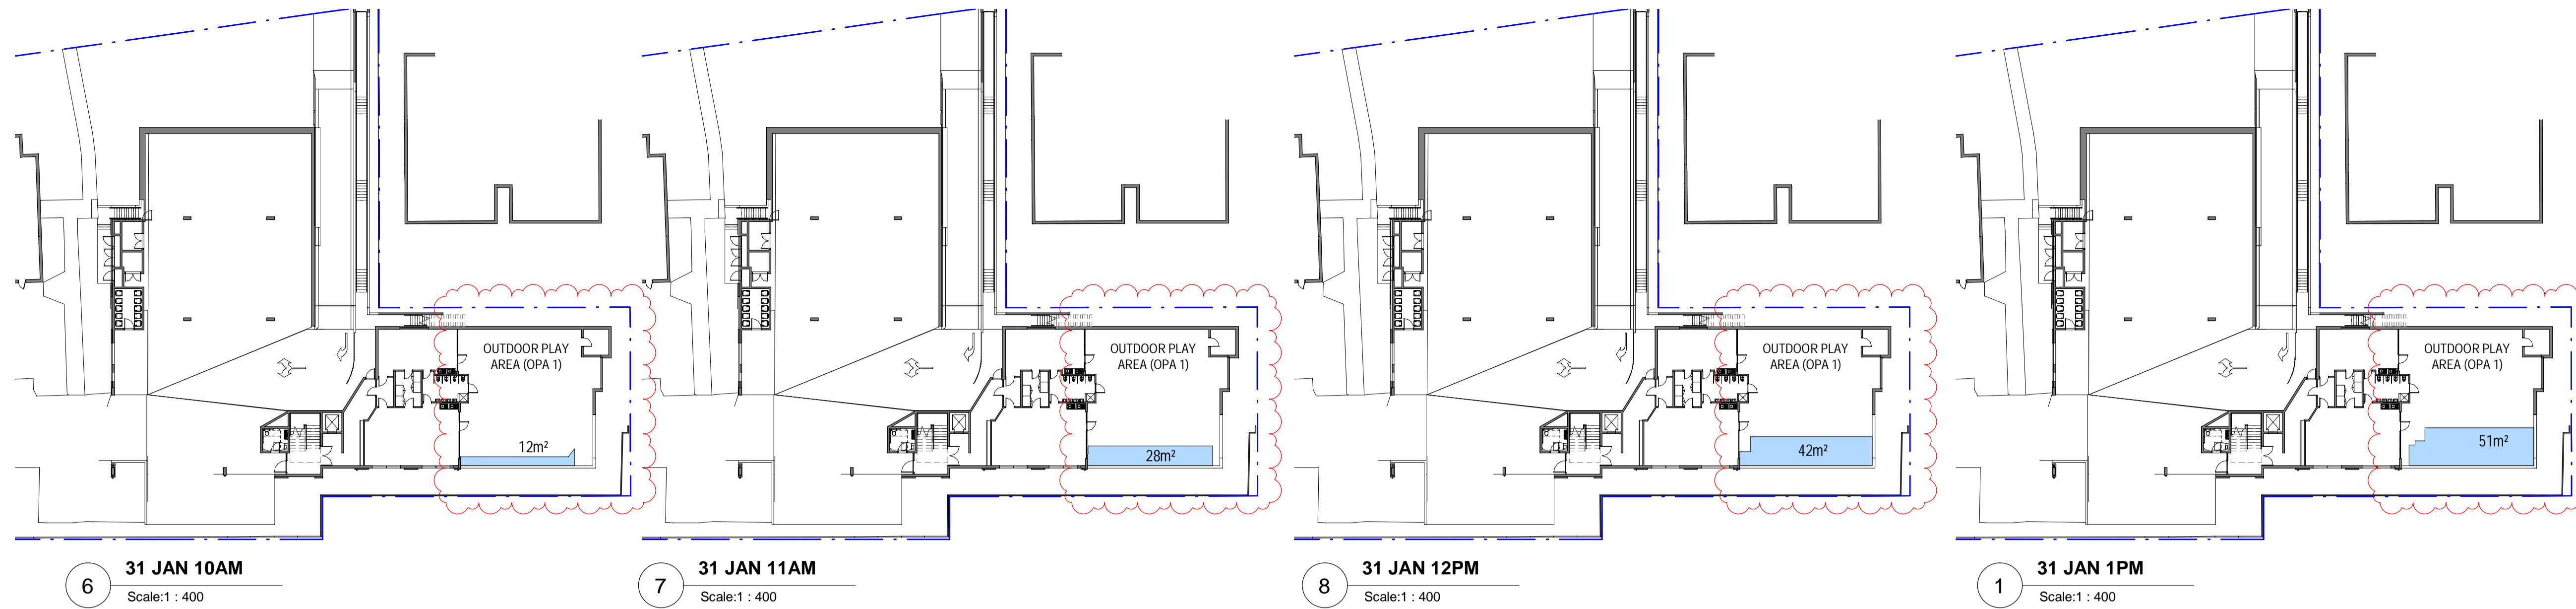 OUTDOOR PLAY
AREA (OPA 1)
12m²
6
31 JAN 10AM
Scale:1 : 400
OUTDOOR PLAY
AREA (OPA 1)
28m²
7
31 JAN 11AM
Scale:1 : 400
OUTDOOR PLAY
AREA (OPA 1)
42m²
8
31 JAN 12PM
Scale:1 : 400
OUTDOOR PLAY
AREA (OPA 1)
51m²
1
31 JAN 1PM
Scale:1 : 400